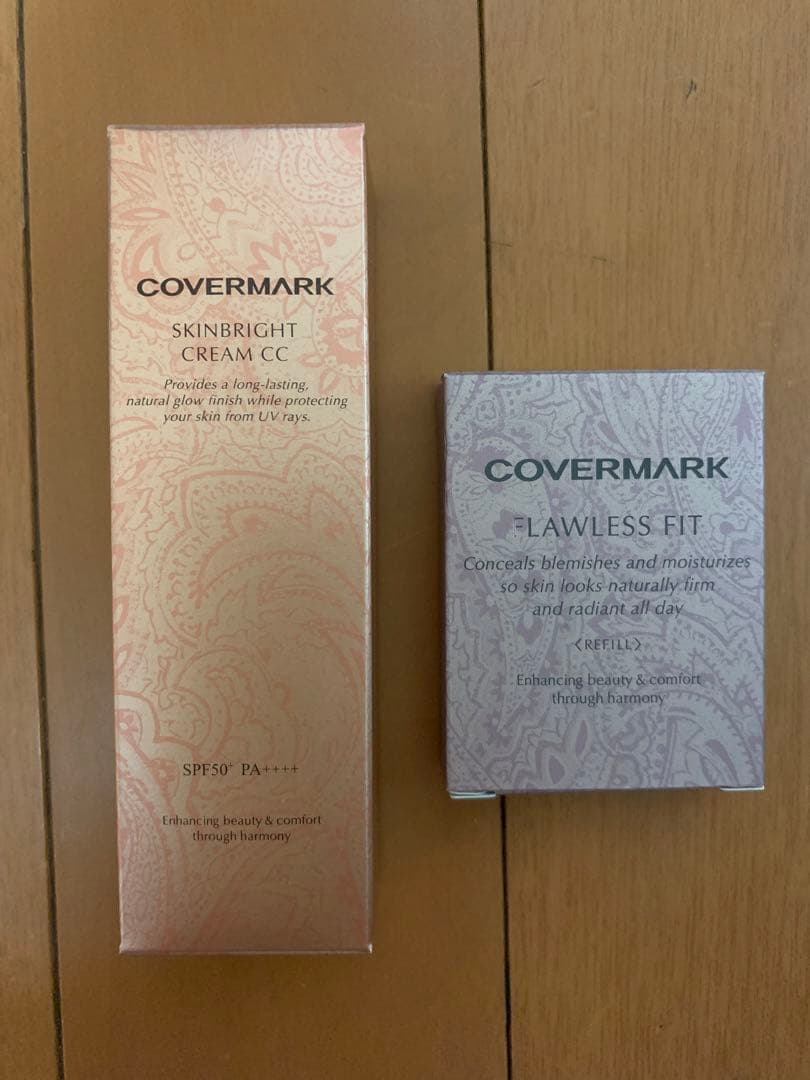 COVERMARK
SKINBRIGHT
CREAM CC
Provides a long-lasting,
natural glow finish while protecting
your skin from UV rays.
SPF50+ PA++++
Enhancing beauty & comfort
through harmony
COVERMARK
FLAWLESS FIT
Conceals blemishes and moisturizes
so skin looks naturally firm
and radiant all day
〈REFILL〉
Enhancing beauty & comfort
through harmony